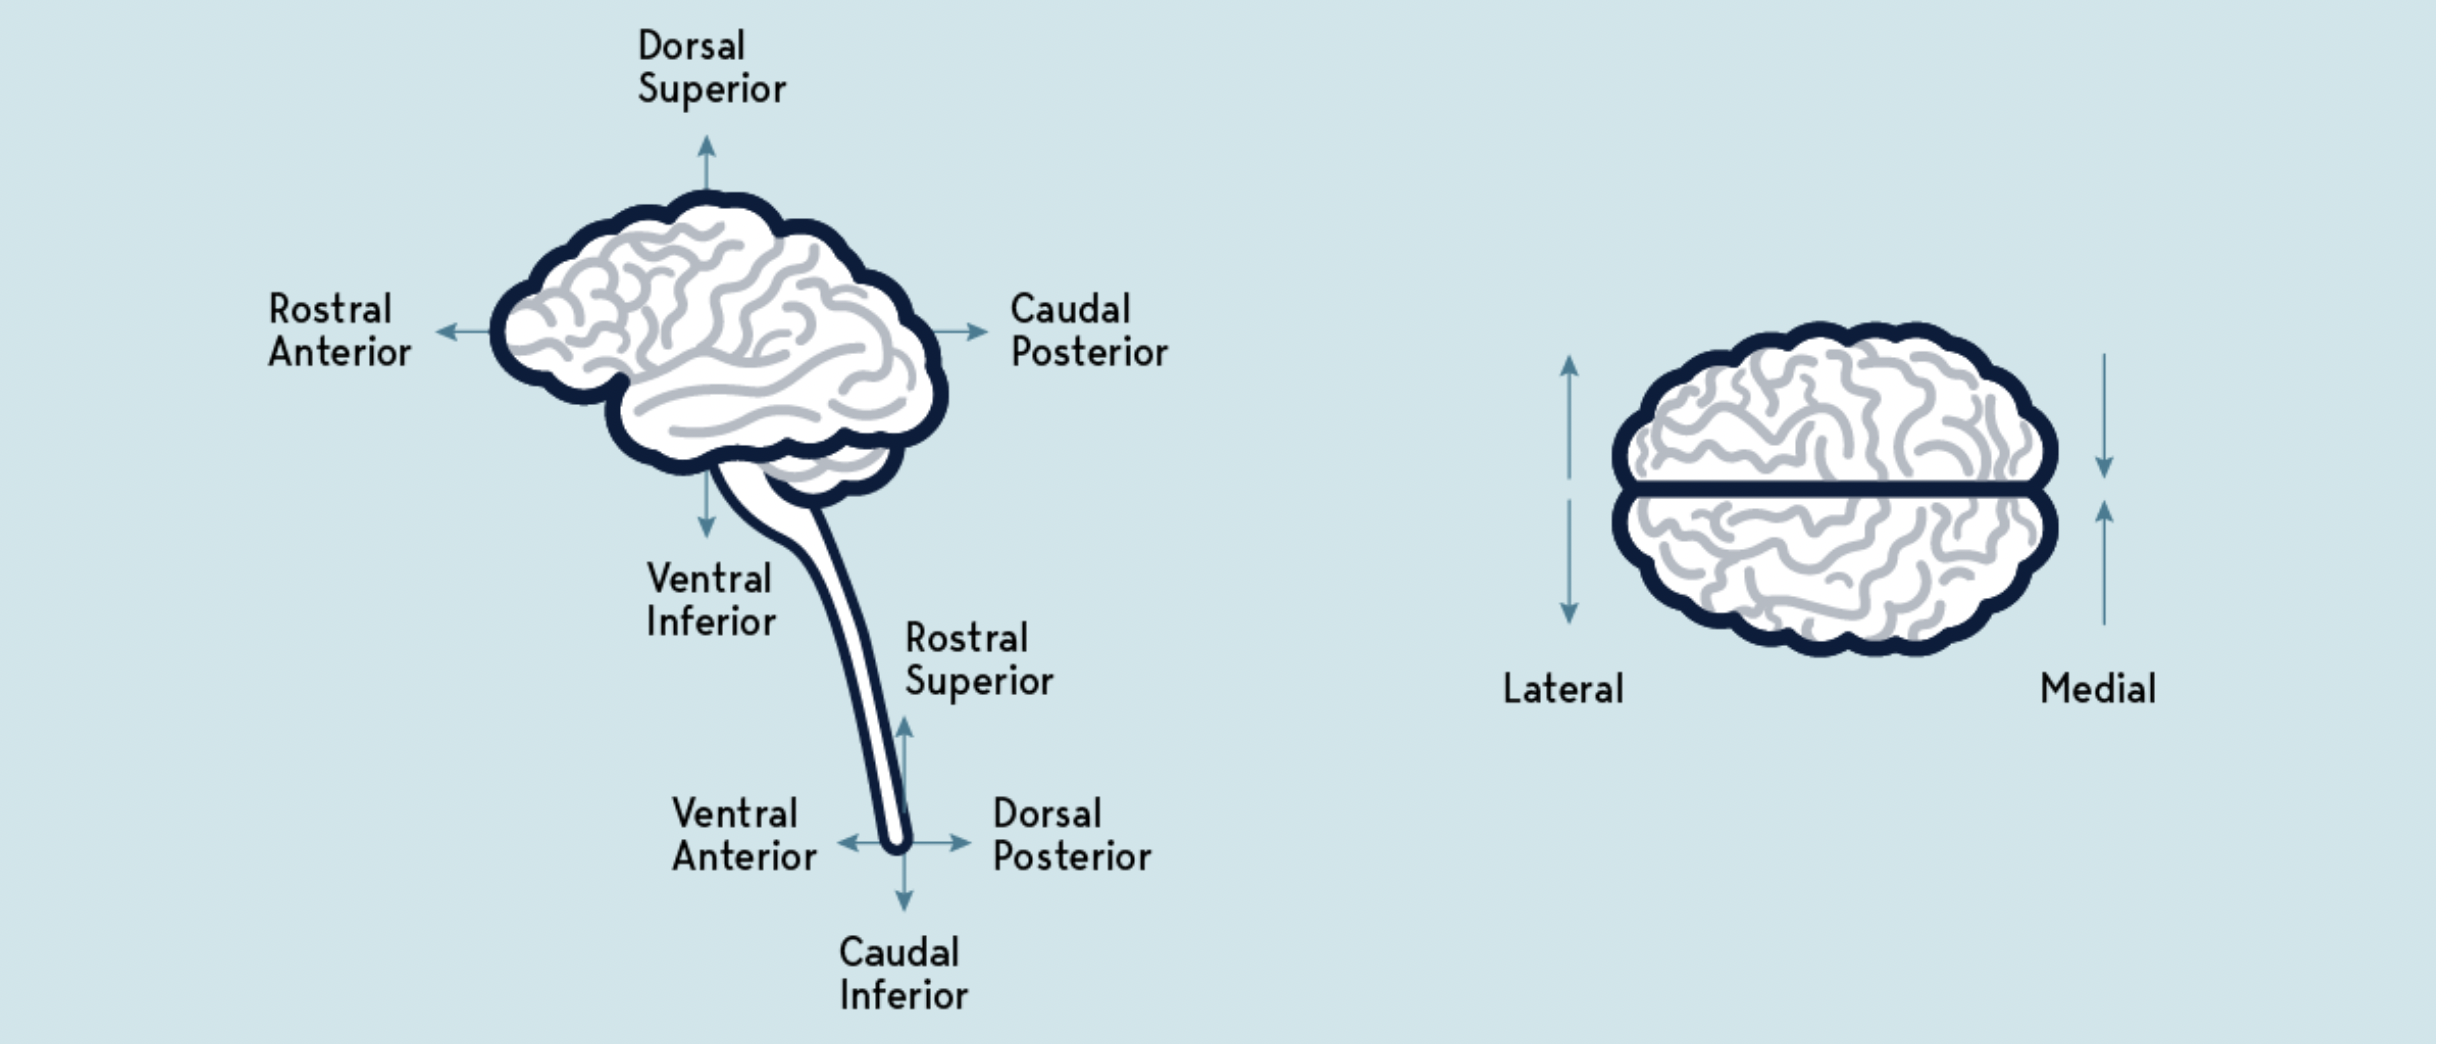 Dorsal
Superior
Rostral
Anterior
Caudal
Posterior
Ventral
Inferior
Rostral
Superior
Ventral
Anterior
Dorsal
Posterior
Caudal
Inferior
Lateral
Medial